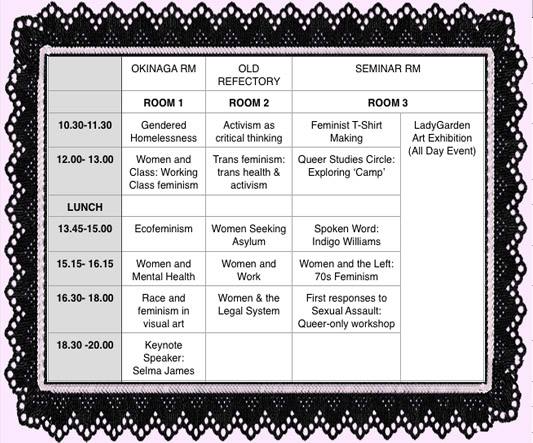 OKINAGA RM
OLD
REFECTORY
SEMINAR RM
ROOM 1
ROOM 2
ROOM 3
10.30-11.30
Gendered
Homelessness
Activism as
critical thinking
Feminist T-Shirt
Making
LadyGarden
Art Exhibition
(All Day Event)
12.00- 13.00
Women and
Class: Working
Class feminism
Trans feminism:
trans health &
activism
Queer Studies Circle:
Exploring ‘Camp’
LUNCH
13.45-15.00
Ecofeminism
Women Seeking
Asylum
Spoken Word:
Indigo Williams
15.15- 16.15
Women and
Mental Health
Women and
Work
Women and the Left:
70s Feminism
16.30- 18.00
Race and
feminism in
visual art
Women & the
Legal System
First responses to
Sexual Assault:
Queer-only workshop
18.30 -20.00
Keynote
Speaker:
Selma James